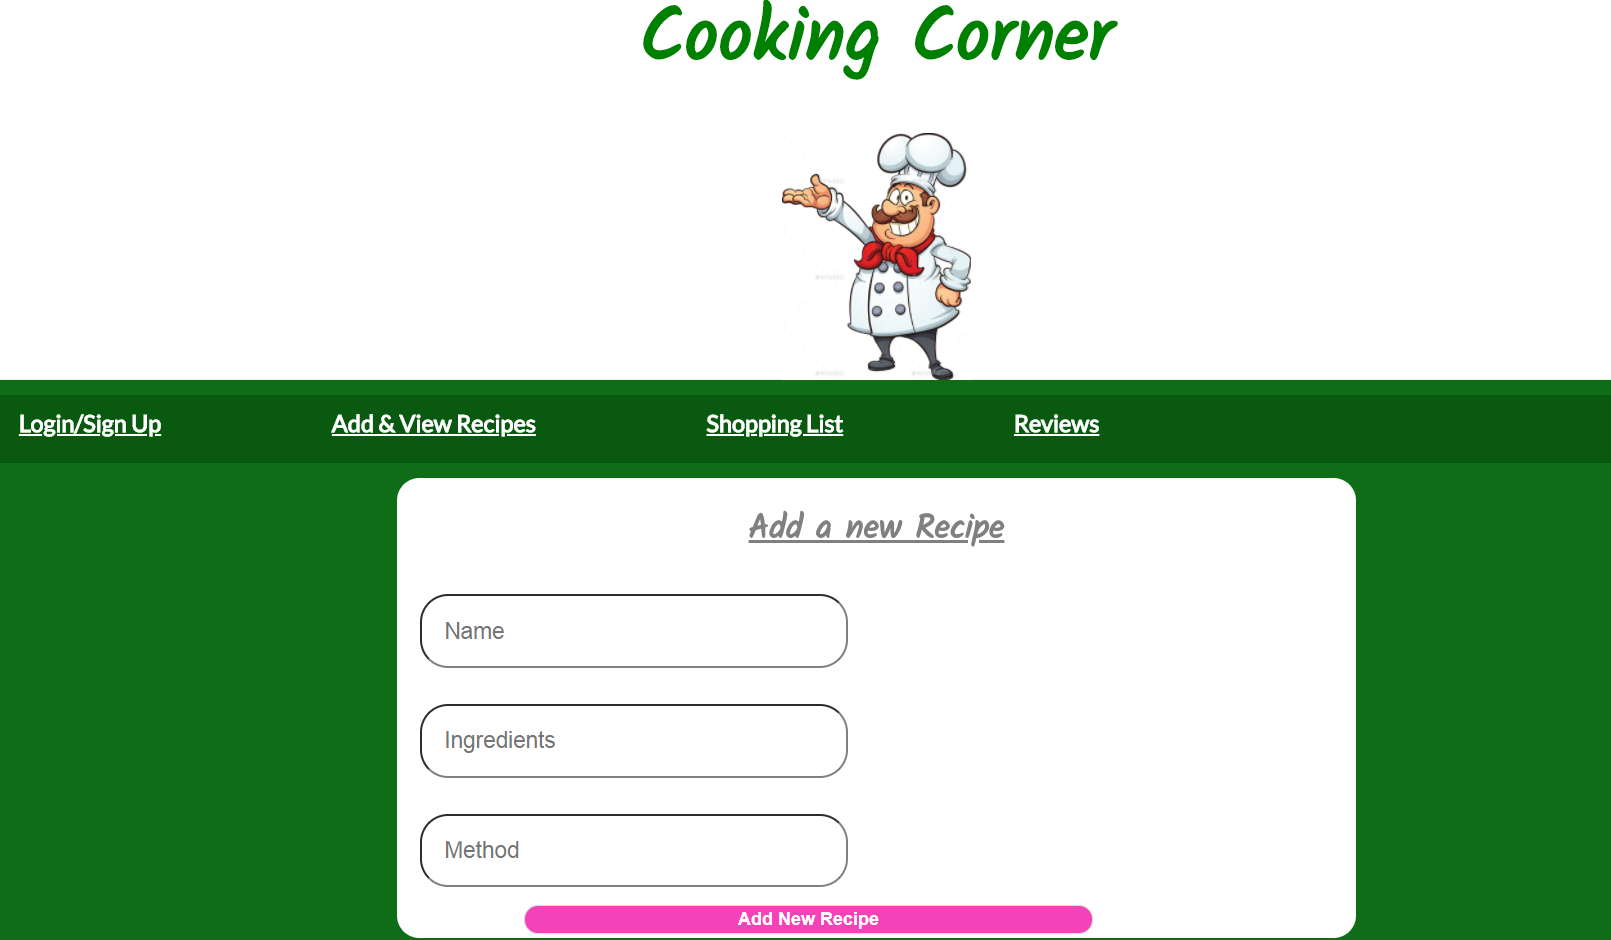 Cooking Corner
Login/Sign Up
Add & View Recipes
Shopping List
Reviews
Add a new Recipe
Name
Ingredients
Method
Add New Recipe